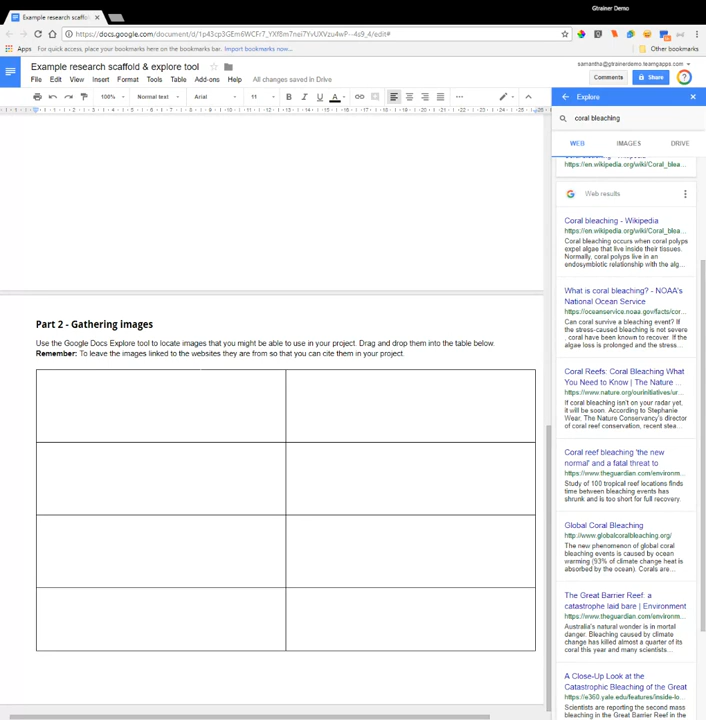 Gtrainer Demo
Example research scaffol
https://docs.google.com/document/d/
Apps For quick access, place your bookmarks here on the bookmarks bar. Import bookmarks now... Other bookmarks
Example research scaffold & explore tool
samantha@gtrainerdemo.teampapps.com
File Edit View Insert Format Tools Table Add-ons Help All changes saved in Drive
Comments Share
100% Normal text Arial 11 B I U A
Explore
coral bleaching
WEB IMAGES DRIVE
https://en.wikipedia.org/wiki/Coral_blea...
Web results
Coral bleaching - Wikipedia
https://en.wikipedia.org/wiki/Coral_blea...
Coral bleaching occurs when coral polyps
expel algae that live inside their tissues.
Normally, coral polyps live in an
endosymbiotic relationship with the alg...
What is coral bleaching? - NOAA's
National Ocean Service
https://oceanservice.noaa.gov/facts/cor...
Can coral survive a bleaching event? If
the stress-caused bleaching is not severe
, coral have been known to recover. If the
algae loss is prolonged and the stress...
Coral Reefs: Coral Bleaching What
You Need to Know | The Nature ...
https://www.nature.org/ourinitiatives/ur...
If coral bleaching isn't on your radar yet,
it will be soon. According to Stephanie
Wear, The Nature Conservancy's director
of coral reef conservation, recent stea...
Coral reef bleaching 'the new
normal' and a fatal threat to
https://www.theguardian.com/environm...
Study of 100 tropical reef locations finds
time between bleaching events has
shrunk and is too short for full recovery.
Global Coral Bleaching
http://www.globalcoralbleaching.org/
The new phenomenon of global coral
bleaching events is caused by ocean
warming (93% of climate change heat is
absorbed by the ocean). Corals are...
The Great Barrier Reef: a
catastrophe laid bare | Environment
https://www.theguardian.com/environm...
Australia's natural wonder is in mortal
danger. Bleaching caused by climate
change has killed almost a quarter of its
coral this year and many scientists...
A Close-Up Look at the
Catastrophic Bleaching of the Great
https://e360.yale.edu/features/inside-lo...
Scientists are reporting the second mass
bleaching in the Great Barrier Reef in the
Part 2 - Gathering images
Use the Google Docs Explore tool to locate images that you might be able to use in your project. Drag and drop them into the table below.
Remember: To leave the images linked to the websites they are from so that you can cite them in your project.